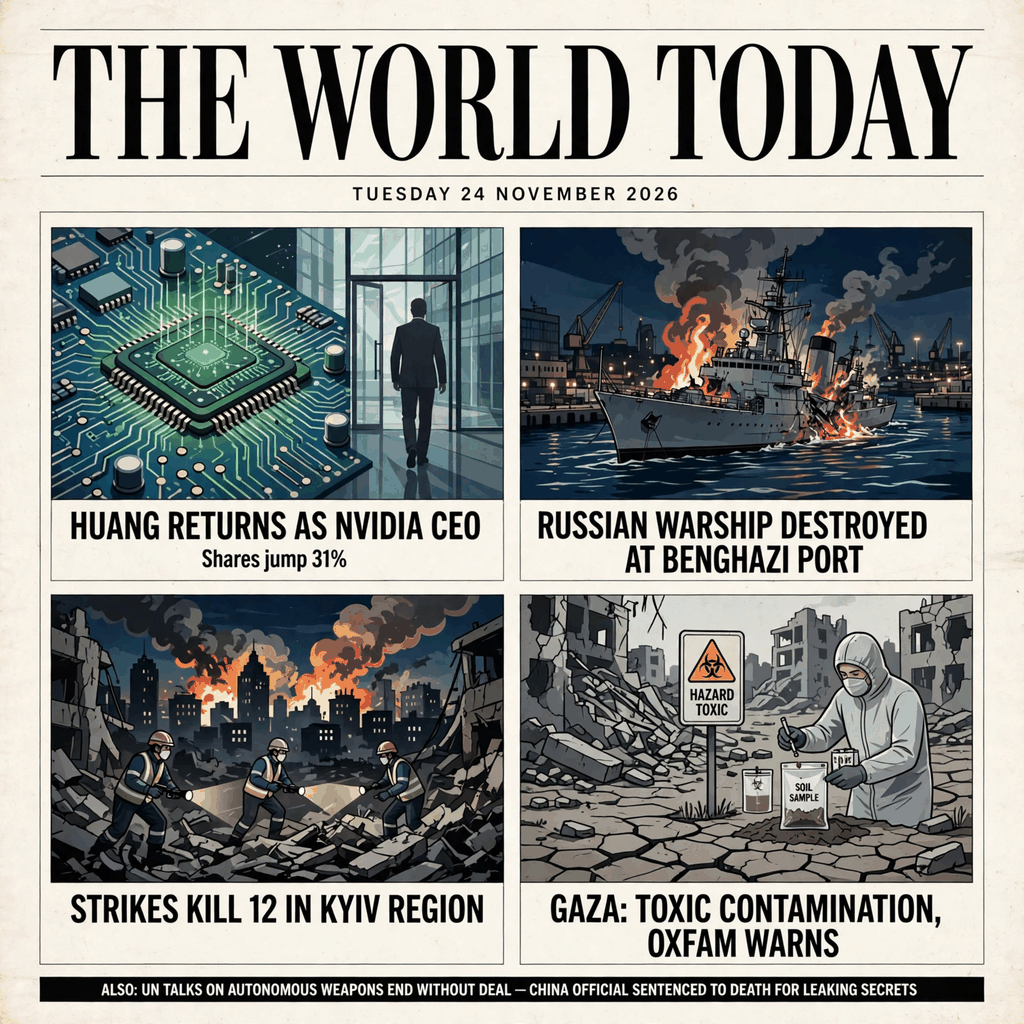 THE WORLD TODAY
TUESDAY 24 NOVEMBER 2026
HUANG RETURNS AS NVIDIA CEO
Shares jump 31%
RUSSIAN WARSHIP DESTROYED
AT BENGHAZI PORT
STRIKES KILL 12 IN KYIV REGION
HAZARD
TOXIC
SOIL
SAMPLE
GAZA: TOXIC CONTAMINATION,
OXFAM WARNS
ALSO: UN TALKS ON AUTONOMOUS WEAPONS END WITHOUT DEAL — CHINA OFFICIAL SENTENCED TO DEATH FOR LEAKING SECRETS